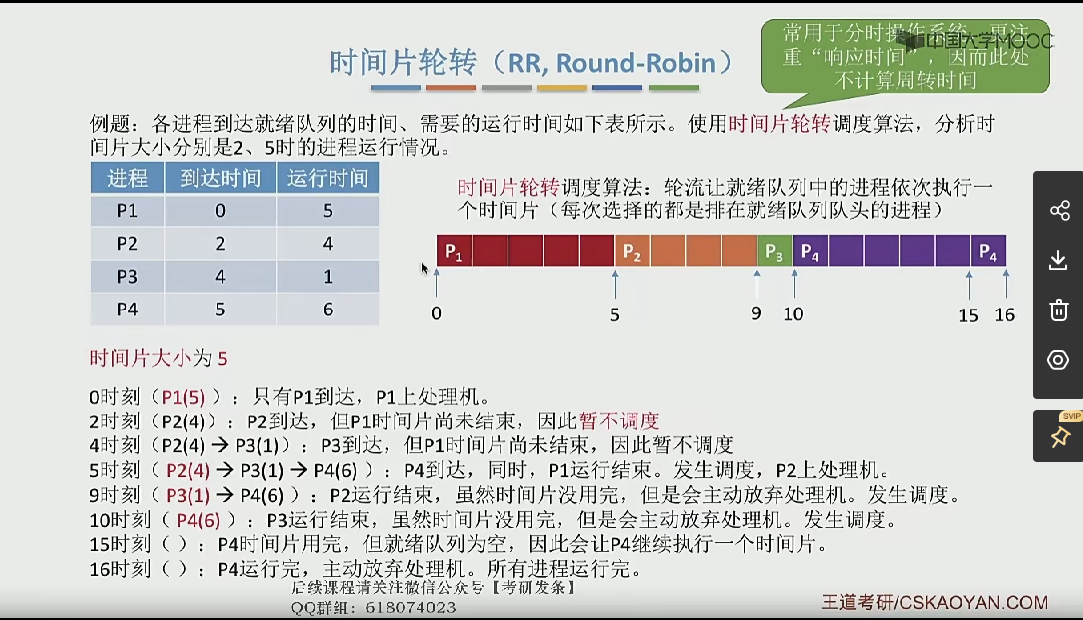 常用于分时操作系统，更注
重“响应时间”，因而此处
不计算周转时间
中国大学MOOC
时间片轮转（RR, Round-Robin）
例题：各进程到达就绪队列的时间、需要的运行时间如下表所示。使用时间片轮转调度算法，分析时
间片大小分别是2、5时的进程运行情况。
进程 到达时间 运行时间
P1 0 5
P2 2 4
P3 4 1
P4 5 6
时间片轮转调度算法：轮流让就绪队列中的进程依次执行一
个时间片（每次选择的都是排在就绪队列队头的进程）
P1 P2 P3 P4 P4
0 5 9 10 15 16
时间片大小为 5
0时刻（P1(5)）：只有P1到达，P1上处理机。
2时刻（P2(4)）：P2到达，但P1时间片尚未结束，因此暂不调度
4时刻（P2(4) → P3(1)）：P3到达，但P1时间片尚未结束，因此暂不调度
5时刻（ P2(4) → P3(1) → P4(6) ）：P4到达，同时，P1运行结束。发生调度，P2上处理机。
9时刻（ P3(1) → P4(6) ）：P2运行结束，虽然时间片没用完，但是会主动放弃处理机。发生调度。
10时刻（ P4(6) ）：P3运行结束，虽然时间片没用完，但是会主动放弃处理机。发生调度。
15时刻（ ）：P4时间片用完，但就绪队列为空，因此会让P4继续执行一个时间片。
16时刻（ ）：P4运行完，主动放弃处理机。所有进程运行完。
后续课程请关注微信公众号【考研发条】
QQ群组：618074023
王道考研/CSKAOYAN.COM
SVIP